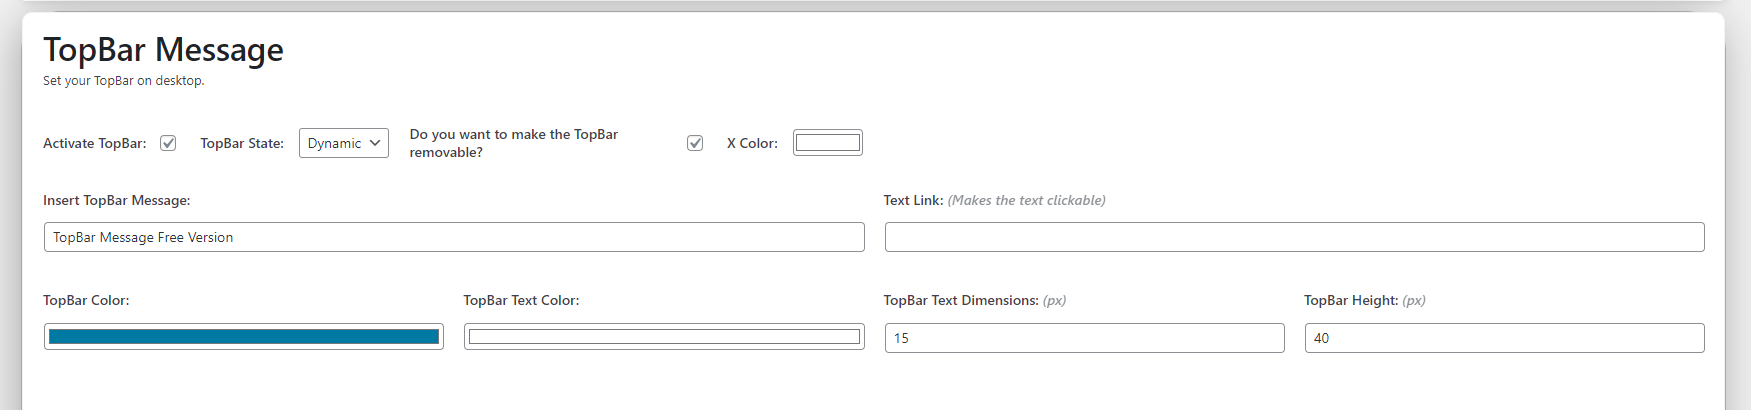 TopBar Message
Set your TopBar on desktop.
Activate TopBar: TopBar State: Dynamic Do you want to make the TopBar
removable? X Color:
Insert TopBar Message: Text Link: (Makes the text clickable)
TopBar Message Free Version
TopBar Color: TopBar Text Color: TopBar Text Dimensions: (px) TopBar Height: (px)
15 40